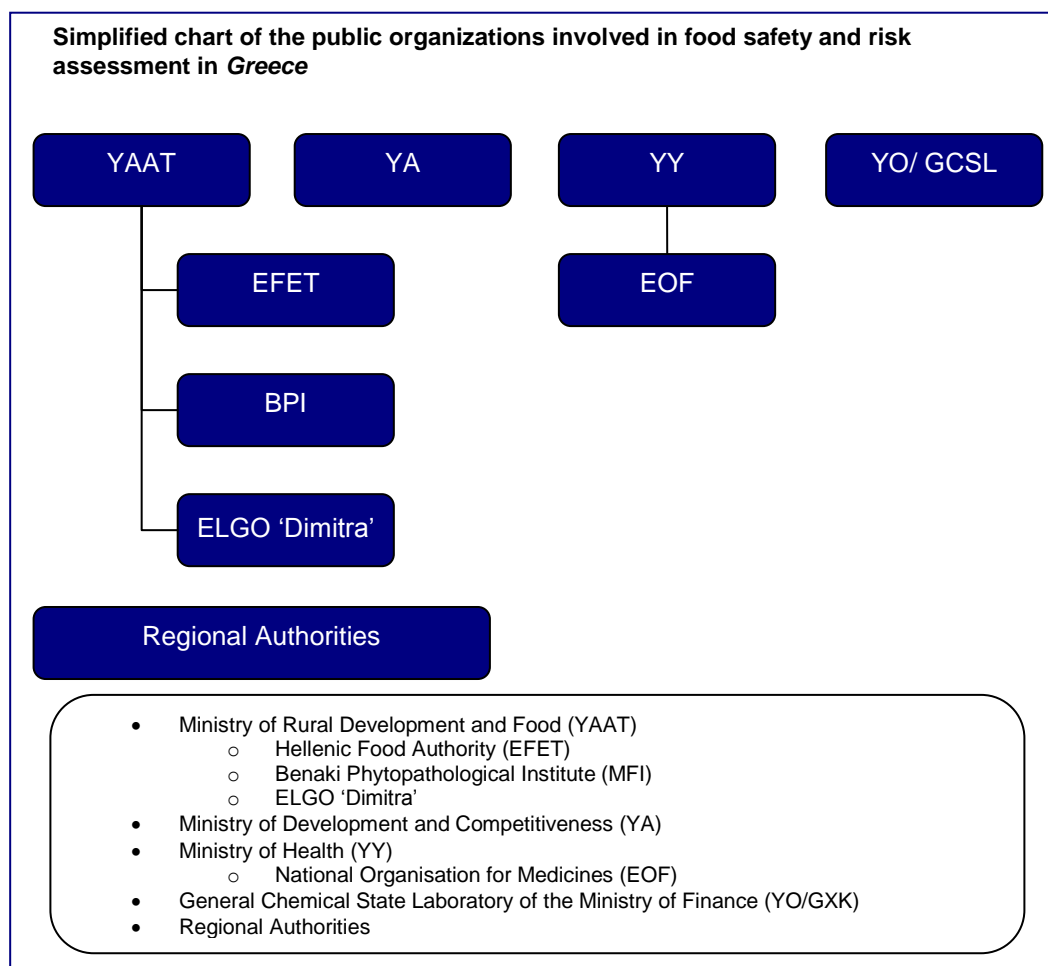 Simplified chart of the public organizations involved in food safety and risk
assessment in Greece
YAAT
YA
YY
YO/ GCSL
EFET
EOF
BPI
ELGO ‘Dimitra’
Regional Authorities
• Ministry of Rural Development and Food (YAAT)
o Hellenic Food Authority (EFET)
o Benaki Phytopathological Institute (MFI)
o ELGO ‘Dimitra’
• Ministry of Development and Competitiveness (YA)
• Ministry of Health (YY)
o National Organisation for Medicines (EOF)
• General Chemical State Laboratory of the Ministry of Finance (YO/GXK)
• Regional Authorities